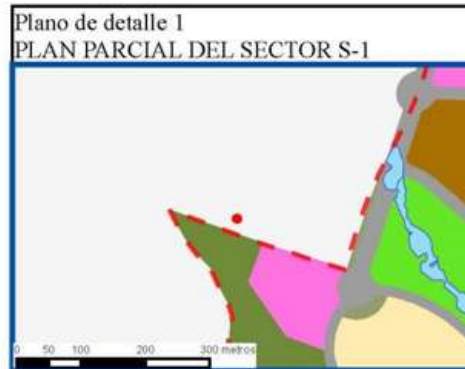 Plano de detalle 1
PLAN PARCIAL DEL SECTOR S-1
0 50 100 200 300 metros